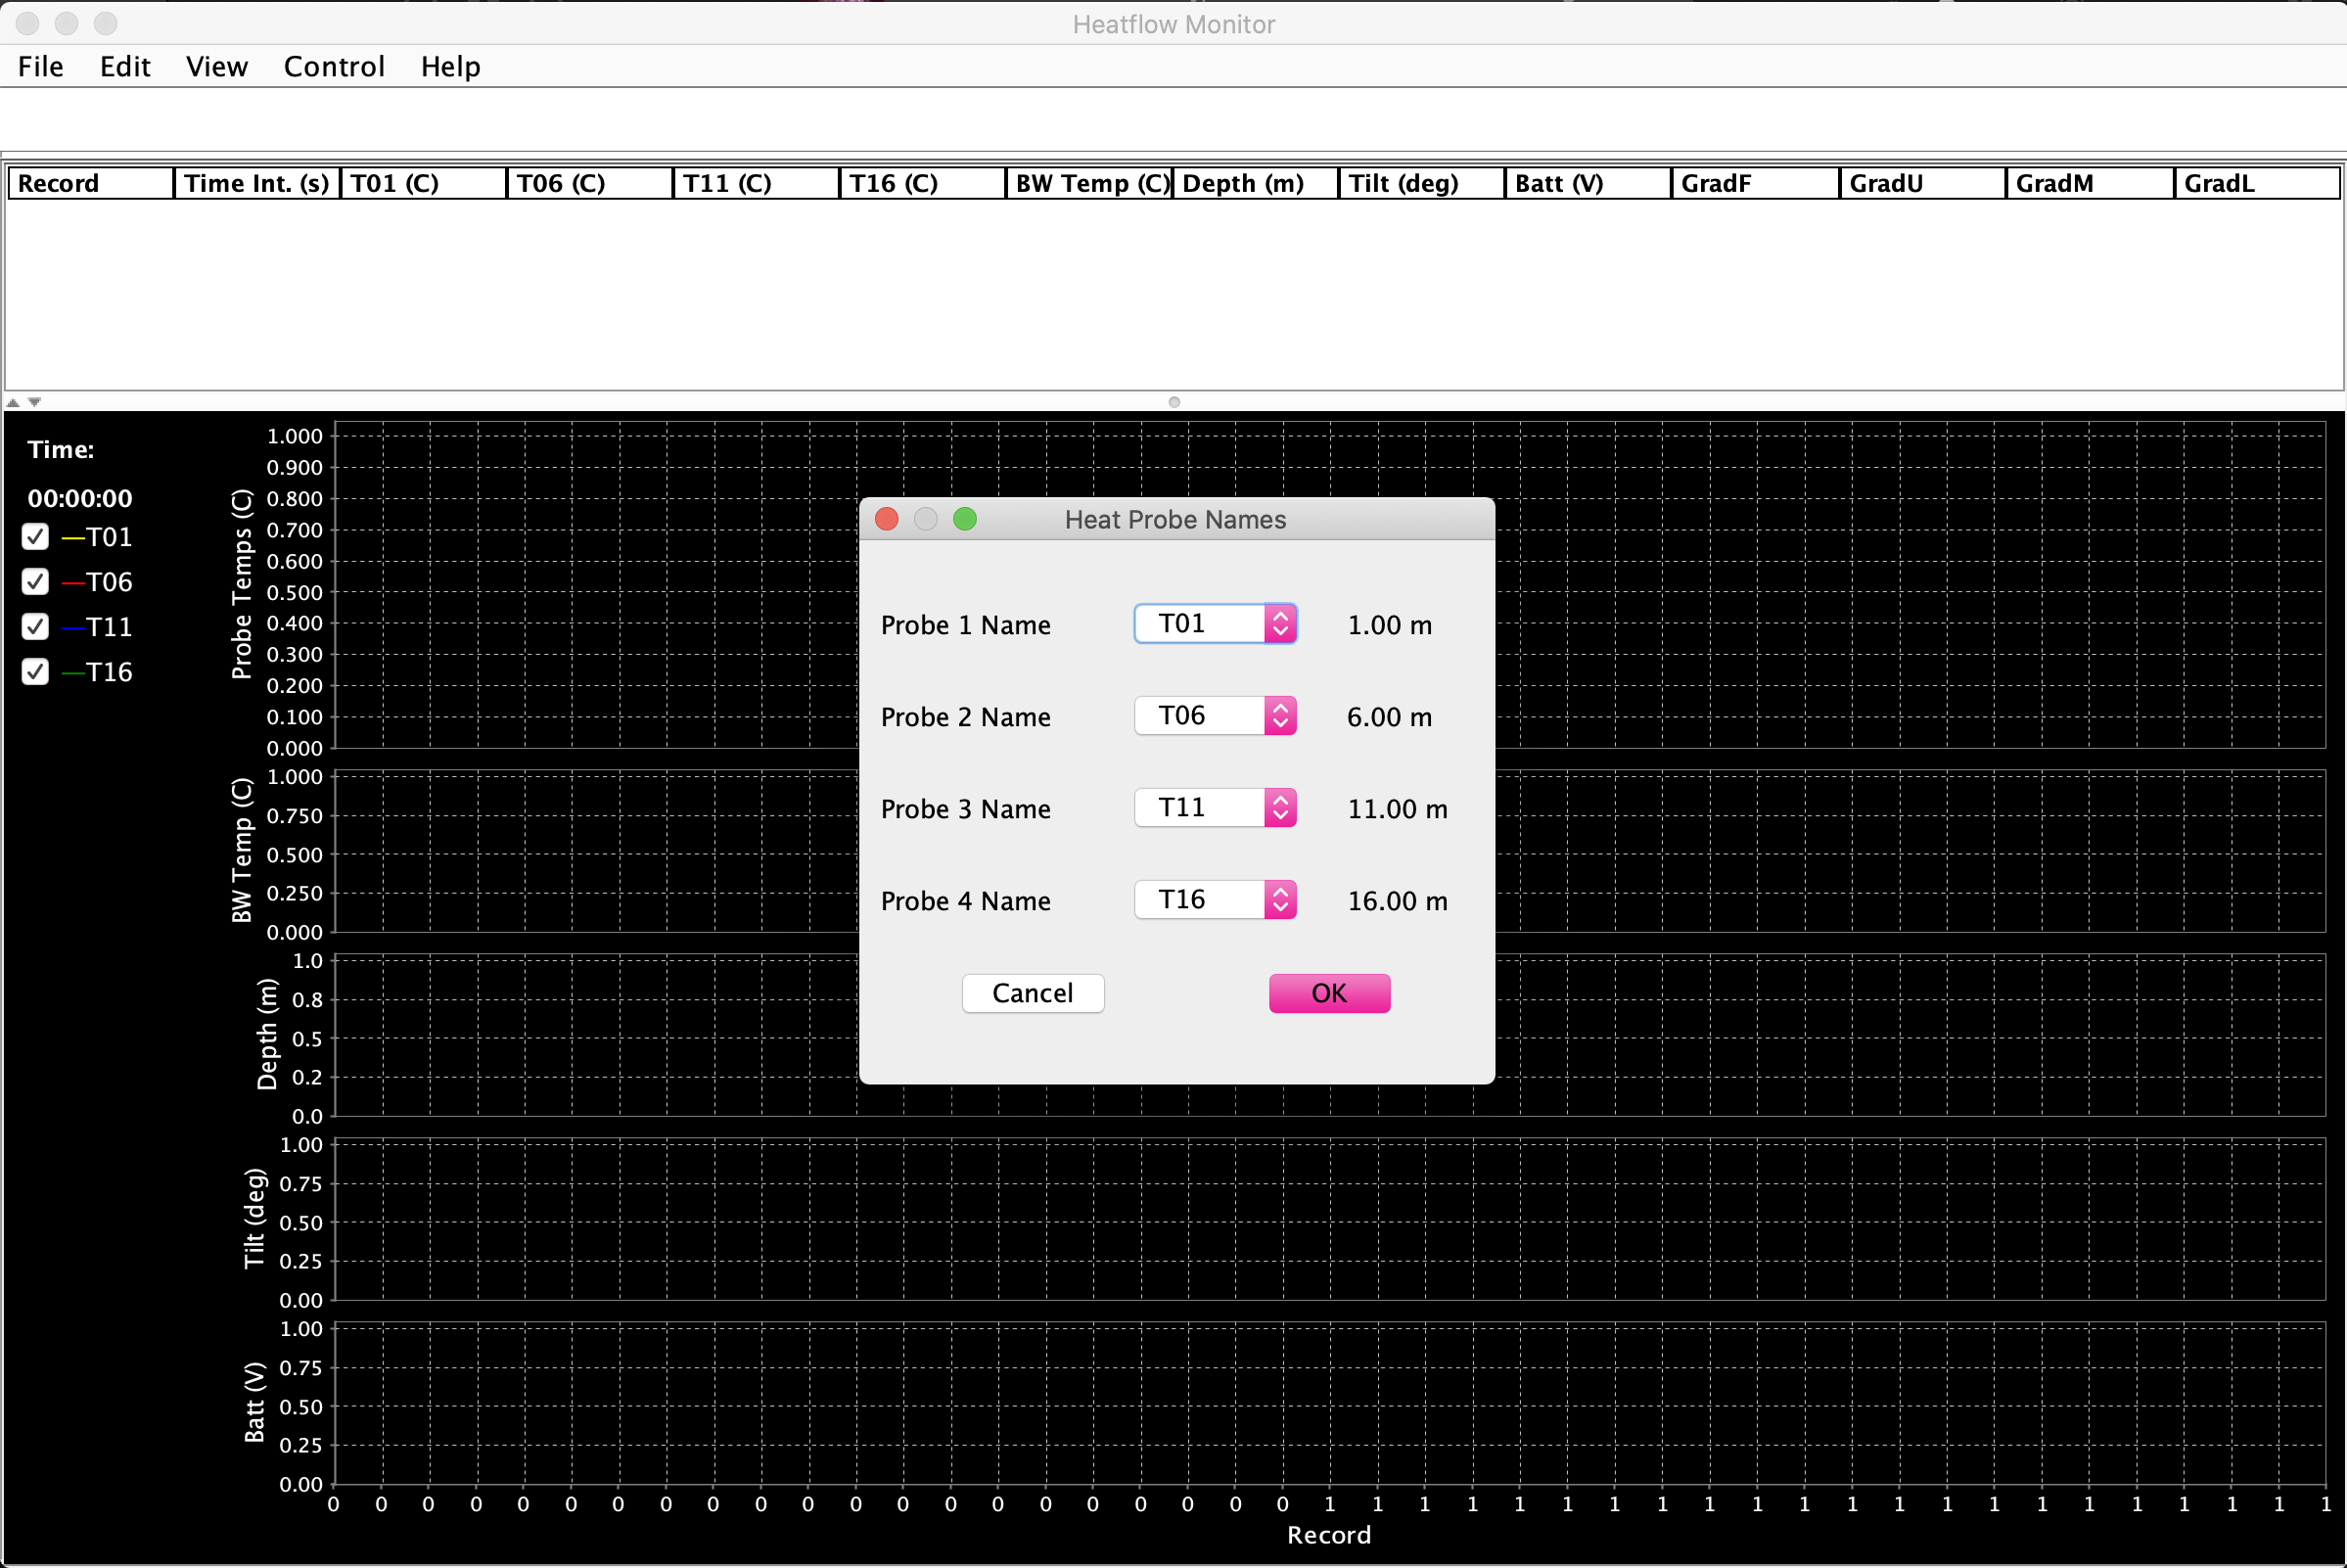 Heatflow Monitor
File Edit View Control Help
Record Time Int. (s) T01 (C) T06 (C) T11 (C) T16 (C) BW Temp (C) Depth (m) Tilt (deg) Batt (V) GradF GradU GradM GradL
Time:
00:00:00
T01
T06
T11
T16
Probe Temps (C)
1.000
0.900
0.800
0.700
0.600
0.500
0.400
0.300
0.200
0.100
0.000
BW Temp (C)
1.000
0.750
0.500
0.250
0.000
Depth (m)
1.0
0.8
0.5
0.2
0.0
Tilt (deg)
1.00
0.75
0.50
0.25
0.00
Batt (V)
1.00
0.75
0.50
0.25
0.00
0 0 0 0 0 0 0 0 0 0 0 0 0 0 0 0 0 0 0 0 0 1 1 1 1 1 1 1 1 1 1 1 1 1 1 1 1 1 1 1 1 1 1
Record
Heat Probe Names
Probe 1 Name T01 1.00 m
Probe 2 Name T06 6.00 m
Probe 3 Name T11 11.00 m
Probe 4 Name T16 16.00 m
Cancel OK